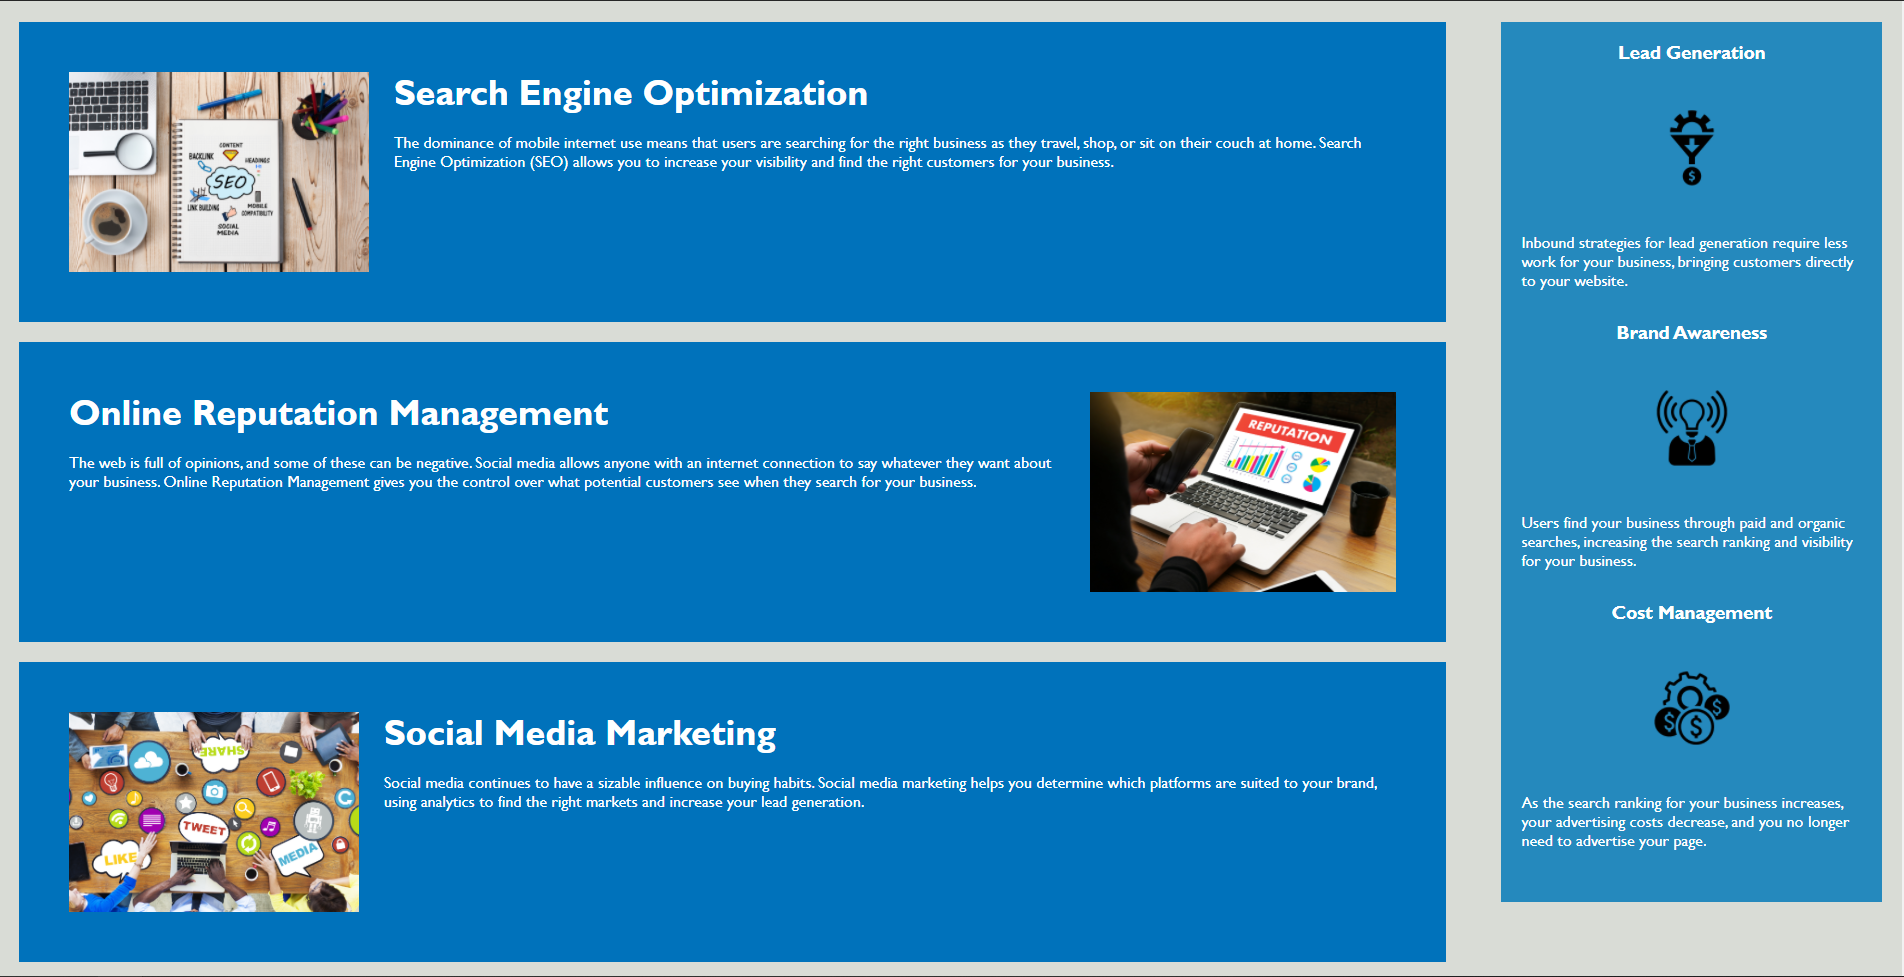 Search Engine Optimization
The dominance of mobile internet use means that users are searching for the right business as they travel, shop, or sit on their couch at home. Search
Engine Optimization (SEO) allows you to increase your visibility and find the right customers for your business.
CONTENT
BACKLINK
HEADINGS
SEO
LINK BUILDING
MOBILE
COMPATIBILITY
SOCIAL
MEDIA
Online Reputation Management
The web is full of opinions, and some of these can be negative. Social media allows anyone with an internet connection to say whatever they want about
your business. Online Reputation Management gives you the control over what potential customers see when they search for your business.
REPUTATION
Social Media Marketing
Social media continues to have a sizable influence on buying habits. Social media marketing helps you determine which platforms are suited to your brand,
using analytics to find the right markets and increase your lead generation.
SHARE
TWEET
LIKE
MEDIA
Lead Generation
$
Inbound strategies for lead generation require less
work for your business, bringing customers directly
to your website.
Brand Awareness
Users find your business through paid and organic
searches, increasing the search ranking and visibility
for your business.
Cost Management
$ $ $
As the search ranking for your business increases,
your advertising costs decrease, and you no longer
need to advertise your page.